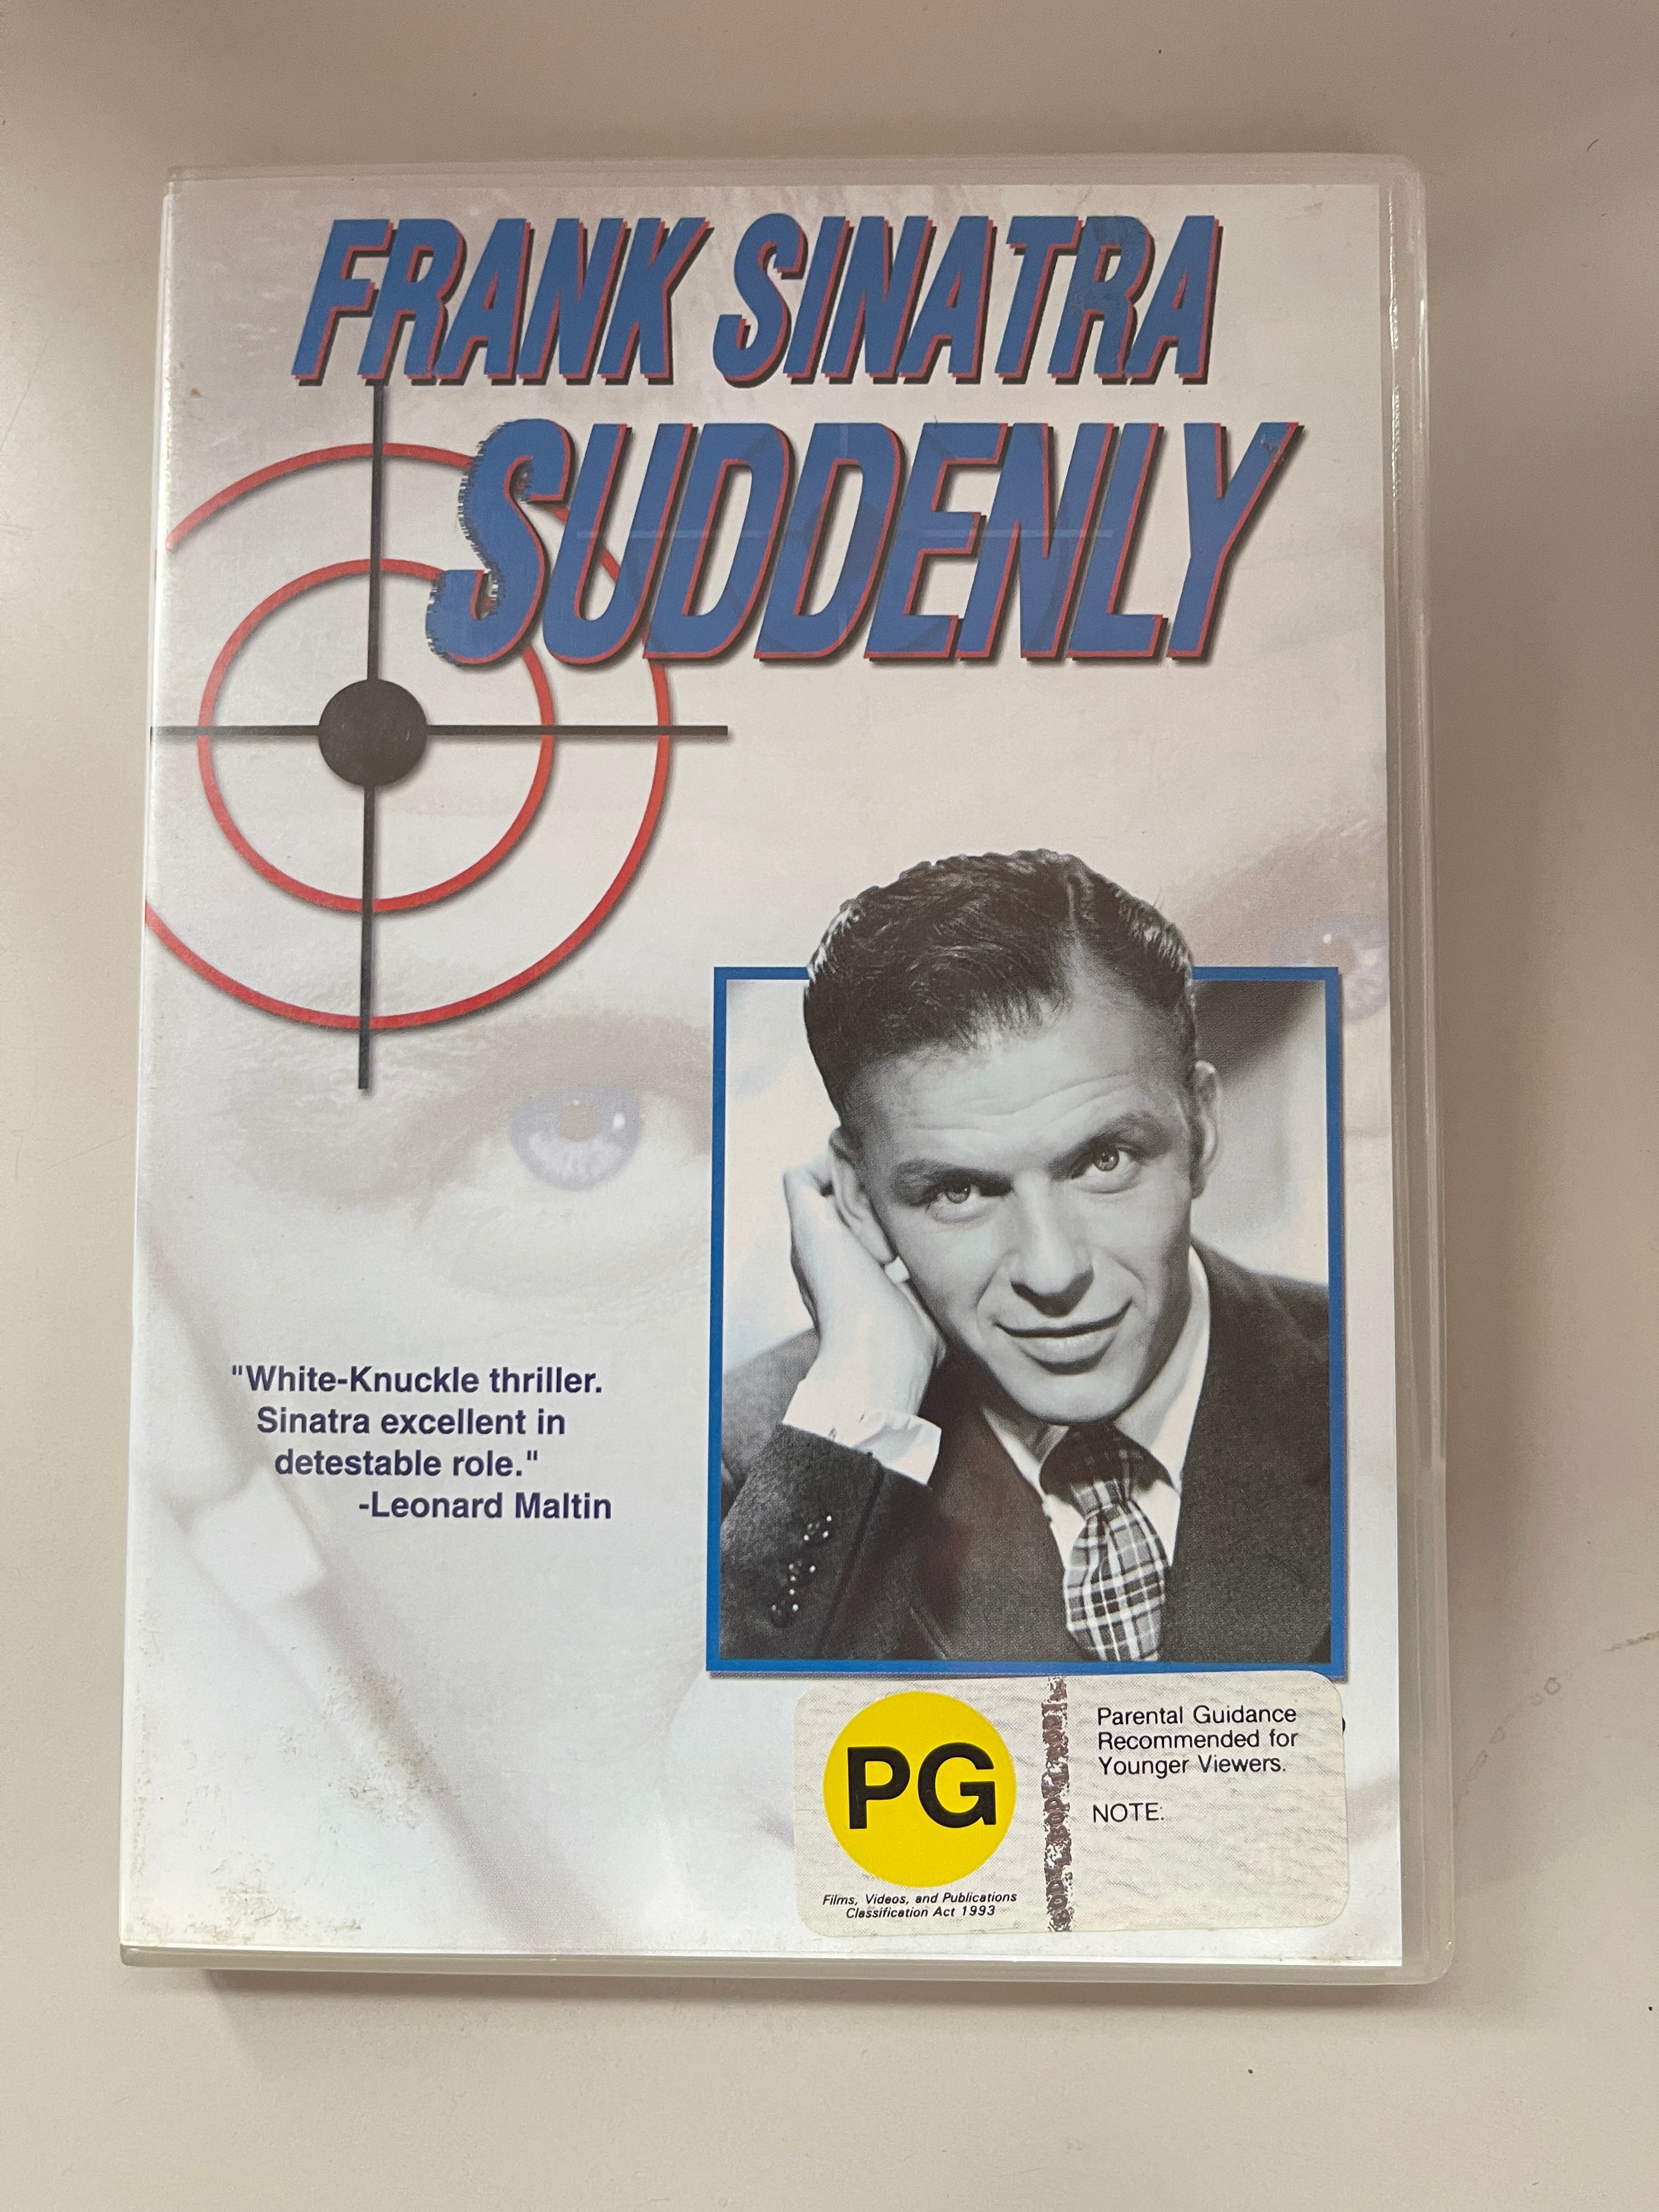 FRANK SINATRA
SUDDENLY
"White-Knuckle thriller.
Sinatra excellent in
detestable role."
-Leonard Maltin
PG
Films, Videos, and Publications
Classification Act 1993
Parental Guidance
Recommended for
Younger Viewers.
NOTE: